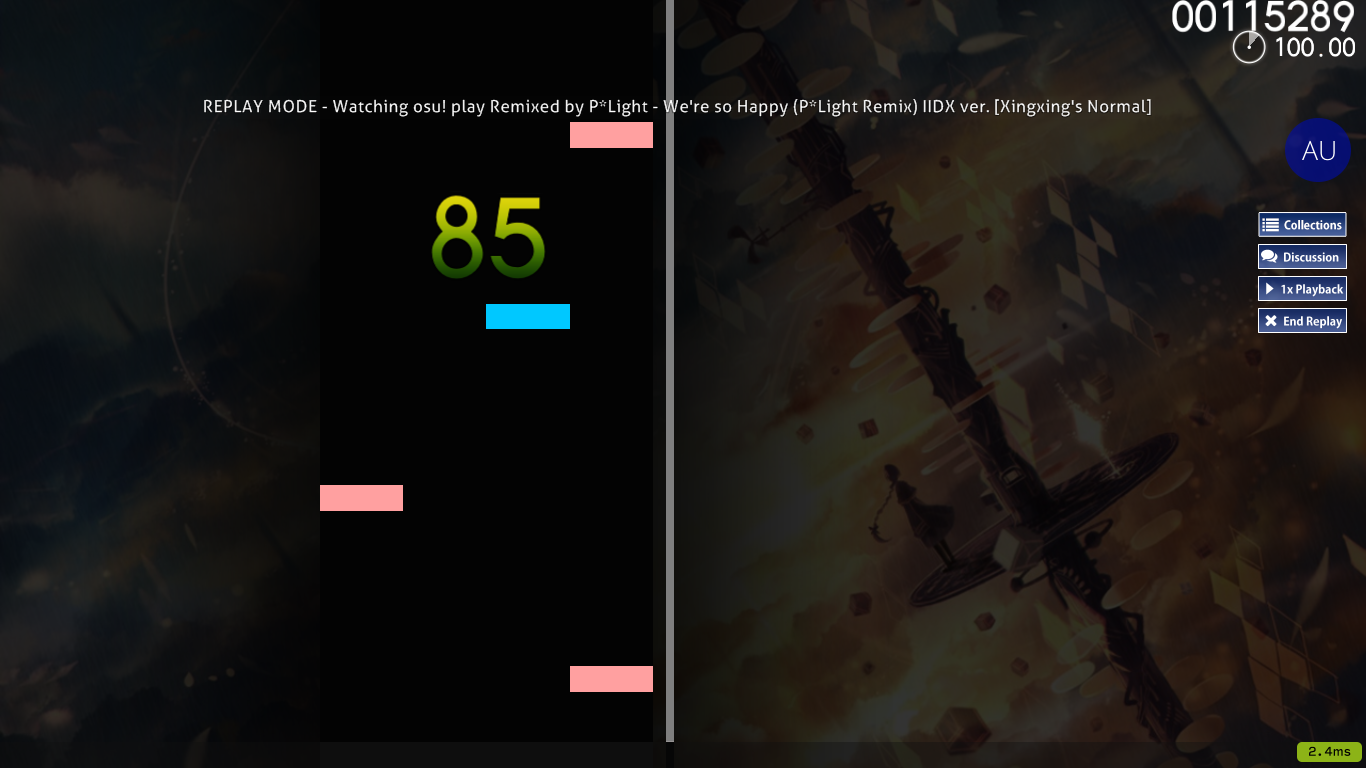 00115289
100.00
REPLAY MODE - Watching osu! play Remixed by P*Light - We're so Happy (P*Light Remix) IIDX ver. [Xingxing's Normal]
AU
85
Collections
Discussion
1x Playback
End Replay
2.4ms